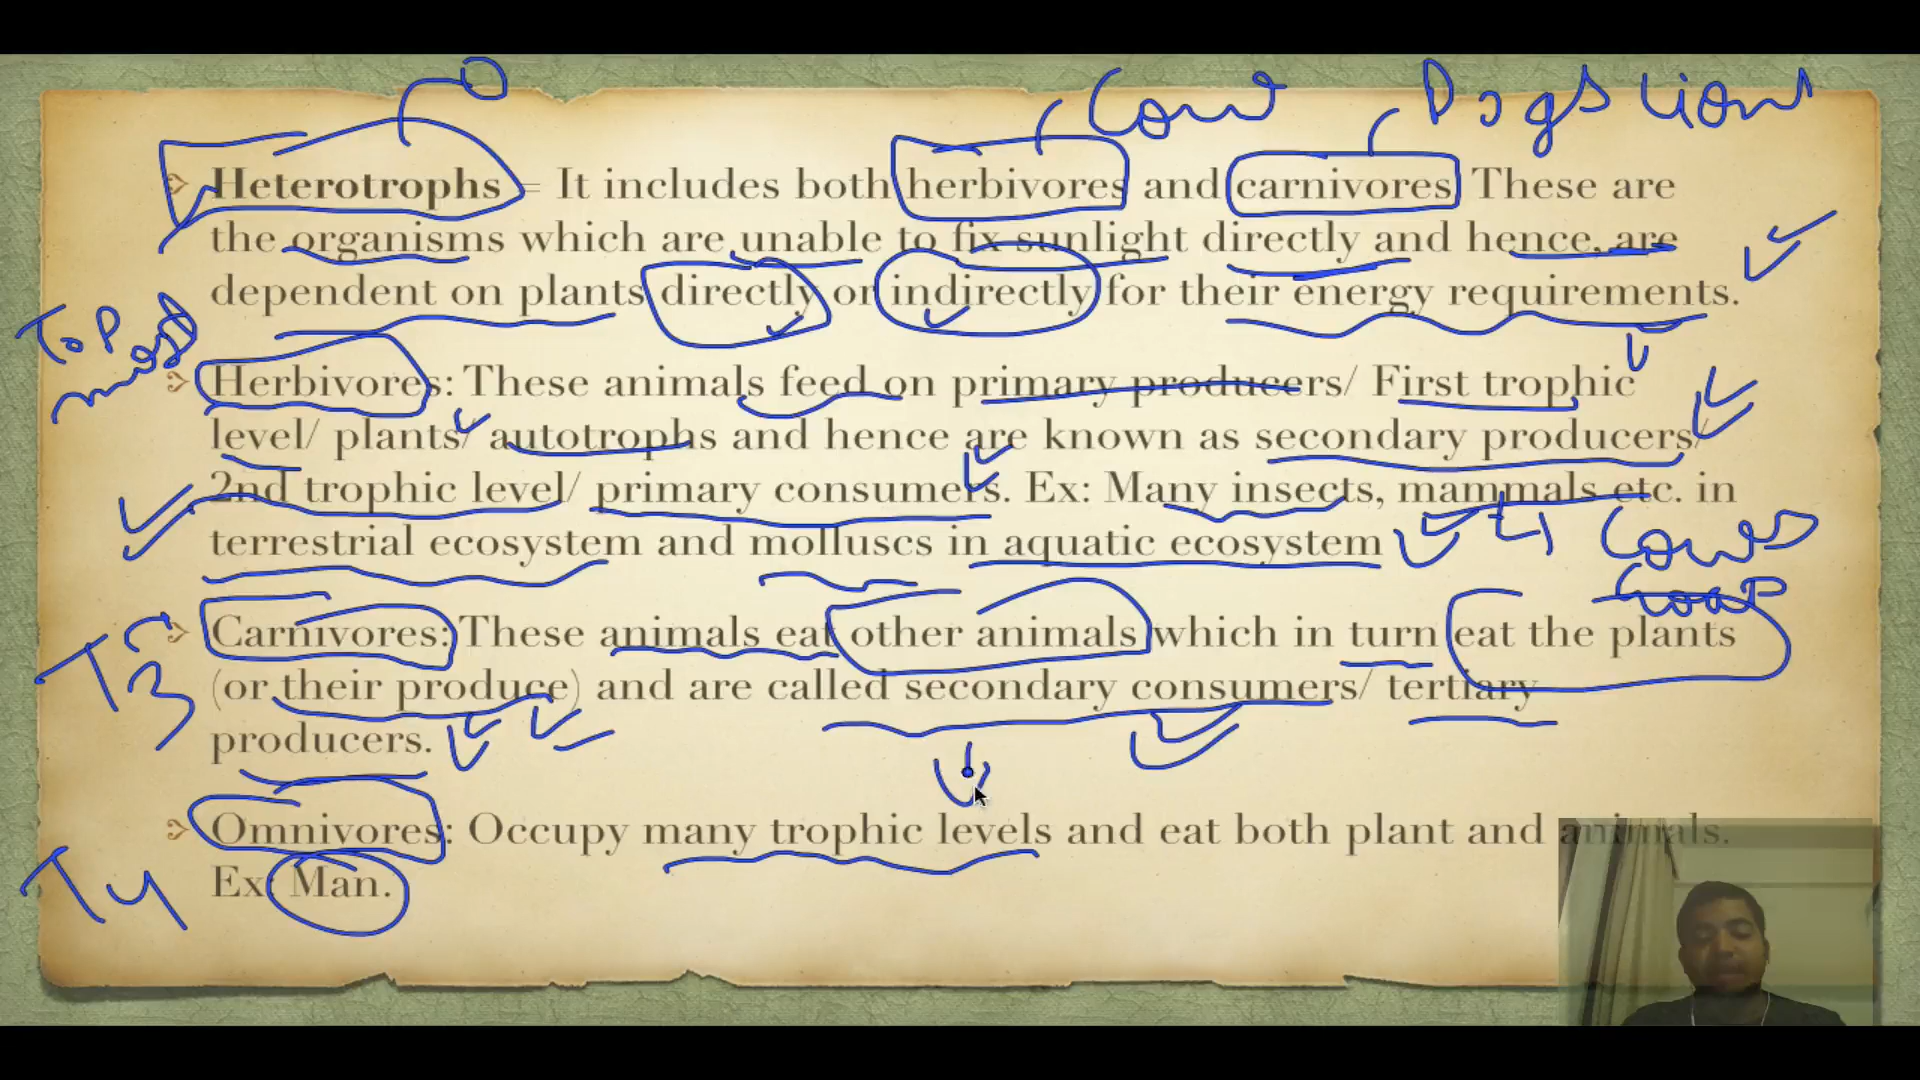 Cow Dogs Lions
Heterotrophs = It includes both herbivores and carnivores. These are
the organisms which are unable to fix sunlight directly and hence, are
dependent on plants directly or indirectly for their energy requirements.
Top
most
Herbivores: These animals feed on primary producers/ First trophic
level/ plants/ autotrophs and hence are known as secondary producers/
2nd trophic level/ primary consumers. Ex: Many insects, mammals etc. in
terrestrial ecosystem and molluscs in aquatic ecosystem
Cows
Goat
T3
Carnivores: These animals eat other animals which in turn eat the plants
(or their produce) and are called secondary consumers/ tertiary
producers.
Omnivores: Occupy many trophic levels and eat both plant and animals.
T4
Ex: Man.